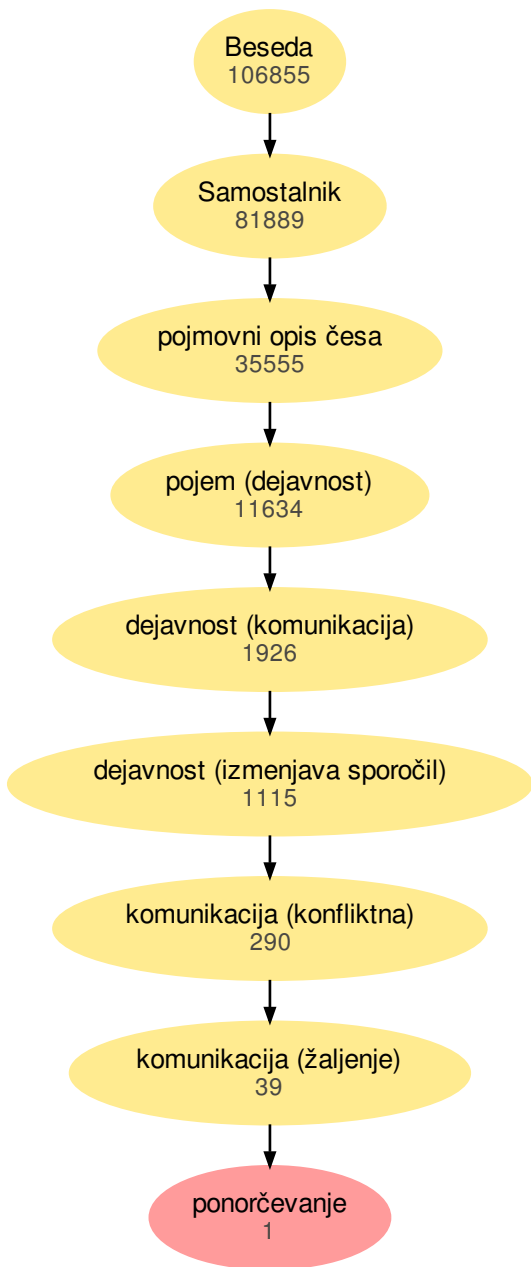 Beseda
106855
Samostalnik
81889
pojmovni opis česa
35555
pojem (dejavnost)
11634
dejavnost (komunikacija)
1926
dejavnost (izmenjava sporočil)
1115
komunikacija (konfliktna)
290
komunikacija (žaljenje)
39
ponorčevanje
1